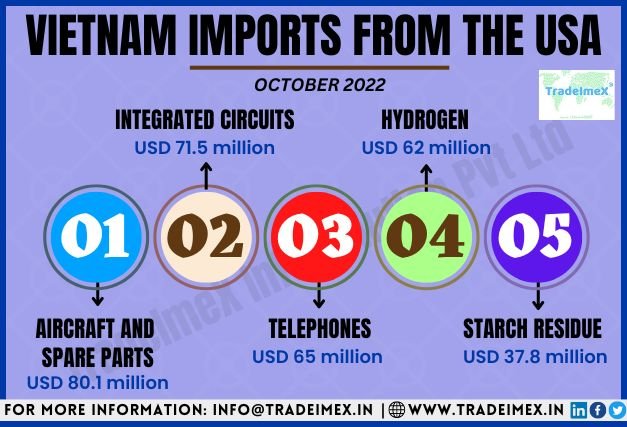 VIETNAM IMPORTS FROM THE USA
OCTOBER 2022
TradeImeX
INTEGRATED CIRCUITS
USD 71.5 million
HYDROGEN
USD 62 million
01
02
03
04
05
AIRCRAFT AND
SPARE PARTS
USD 80.1 million
TELEPHONES
USD 65 million
STARCH RESIDUE
USD 37.8 million
FOR MORE INFORMATION: INFO@TRADEIMEX.IN | WWW.TRADEIMEX.IN